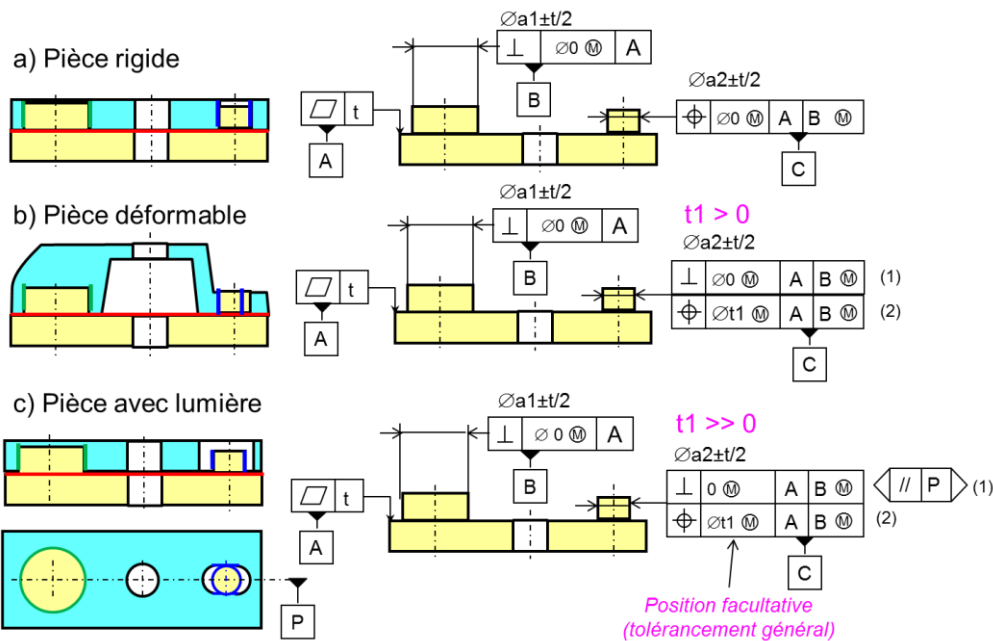 a) Pièce rigide
∅a1±t/2
⊥ ∅0 Ⓜ A
B
⏥ t
A
∅a2±t/2
⌖ ∅0 Ⓜ A B Ⓜ
C
b) Pièce déformable
∅a1±t/2
⊥ ∅0 Ⓜ A
B
⏥ t
A
t1 > 0
∅a2±t/2
⊥ ∅0 Ⓜ A B Ⓜ (1)
⌖ ∅t1 Ⓜ A B Ⓜ (2)
C
c) Pièce avec lumière
∅a1±t/2
⊥ ∅ 0 Ⓜ A
B
⏥ t
A
t1 >> 0
∅a2±t/2
⊥ 0 Ⓜ A B Ⓜ // P (1)
⌖ ∅t1 Ⓜ A B Ⓜ (2)
C
P
Position facultative
(tolérancement général)